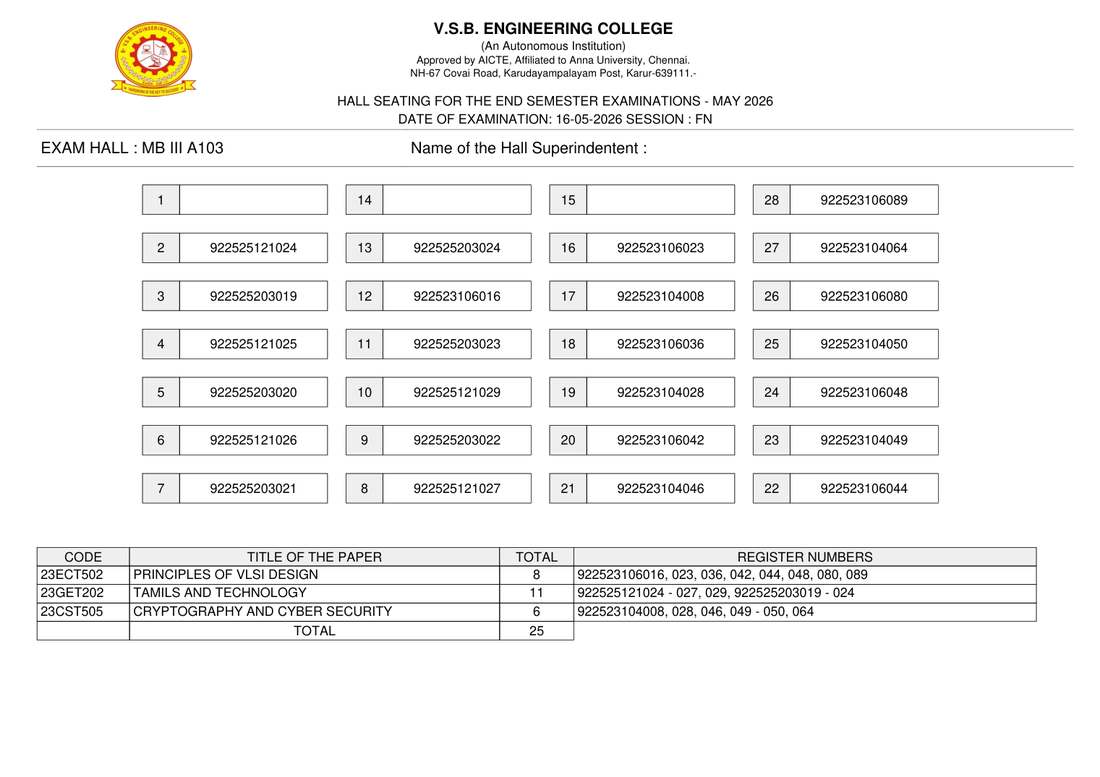 V.S.B. ENGINEERING COLLEGE
(An Autonomous Institution)
Approved by AICTE, Affiliated to Anna University, Chennai.
NH-67 Covai Road, Karudayampalayam Post, Karur-639111.-
HALL SEATING FOR THE END SEMESTER EXAMINATIONS - MAY 2026
DATE OF EXAMINATION: 16-05-2026 SESSION : FN
EXAM HALL : MB III A103 Name of the Hall Superindentent :
1 14 15 28 922523106089
2 922525121024 13 922525203024 16 922523106023 27 922523104064
3 922525203019 12 922523106016 17 922523104008 26 922523106080
4 922525121025 11 922525203023 18 922523106036 25 922523104050
5 922525203020 10 922525121029 19 922523104028 24 922523106048
6 922525121026 9 922525203022 20 922523106042 23 922523104049
7 922525203021 8 922525121027 21 922523104046 22 922523106044
CODE TITLE OF THE PAPER TOTAL REGISTER NUMBERS
23ECT502 PRINCIPLES OF VLSI DESIGN 8 922523106016, 023, 036, 042, 044, 048, 080, 089
23GET202 TAMILS AND TECHNOLOGY 11 922525121024 - 027, 029, 922525203019 - 024
23CST505 CRYPTOGRAPHY AND CYBER SECURITY 6 922523104008, 028, 046, 049 - 050, 064
TOTAL 25